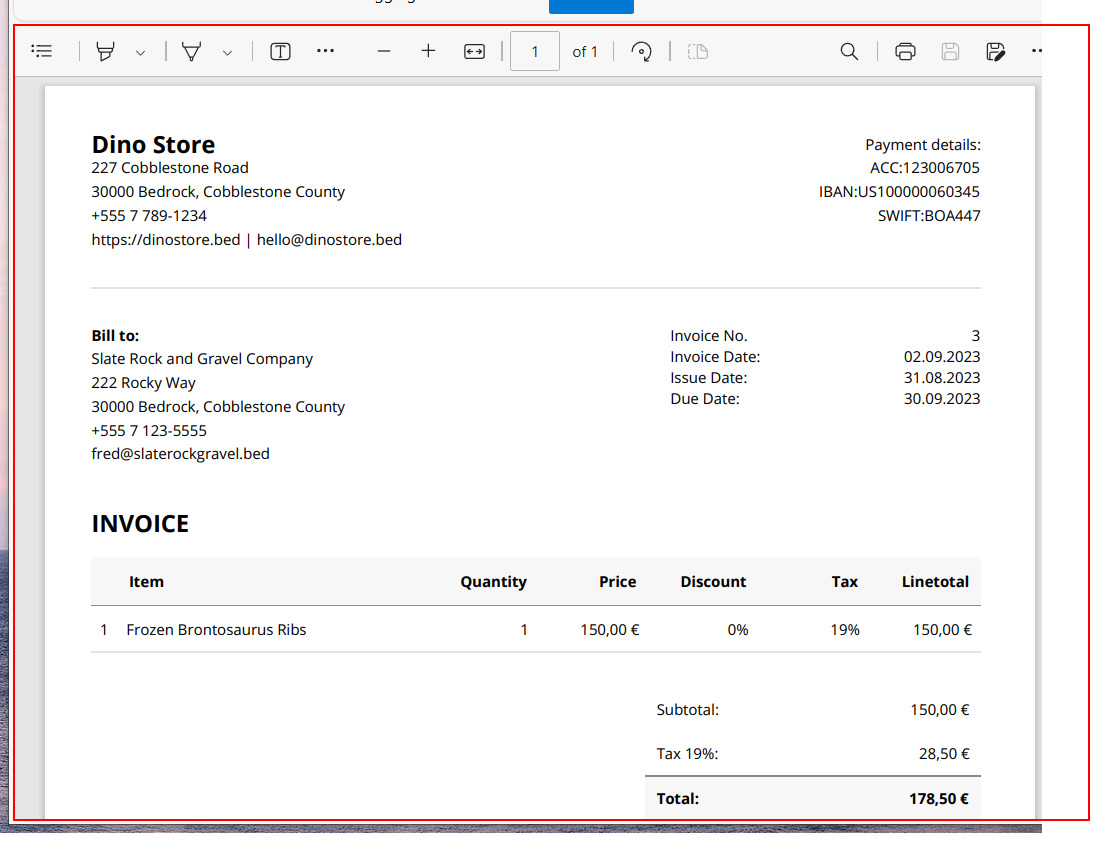 1 of 1
Dino Store
227 Cobblestone Road
30000 Bedrock, Cobblestone County
+555 7 789-1234
https://dinostore.bed | hello@dinostore.bed
Payment details:
ACC:123006705
IBAN:US100000060345
SWIFT:BOA447
Bill to:
Slate Rock and Gravel Company
222 Rocky Way
30000 Bedrock, Cobblestone County
+555 7 123-5555
fred@slaterockgravel.bed
Invoice No. 3
Invoice Date: 02.09.2023
Issue Date: 31.08.2023
Due Date: 30.09.2023
INVOICE
Item Quantity Price Discount Tax Linetotal
1 Frozen Brontosaurus Ribs 1 150,00 € 0% 19% 150,00 €
Subtotal: 150,00 €
Tax 19%: 28,50 €
Total: 178,50 €